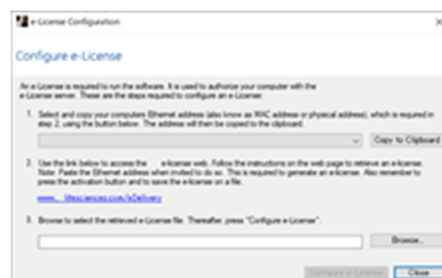 e-License Configuration
Configure e-License
An e-License is required to run the software. It is used to authorize your computer with the
e-License server. These are the steps required to configure an e-License:
1. Select and copy your computers Ethernet address (also know as MAC address or physical address), which is required in
step 2, using the button below. The address will then be copied to the clipboard.
Copy to Clipboard
2. Use the link below to access the e-license web. Follow the instructions on the web page to retrieve an e-license.
Note: Paste the Ethernet address when invited to do so. This is required to generate an e-license. Also remember to
press the activation button and to save the e-license on a file.
www. lifesciences.com/eDelivery
3. Browse to select the retrieved e-License file. Thereafter, press "Configure e-License".
Browse...
Configure e-License Close